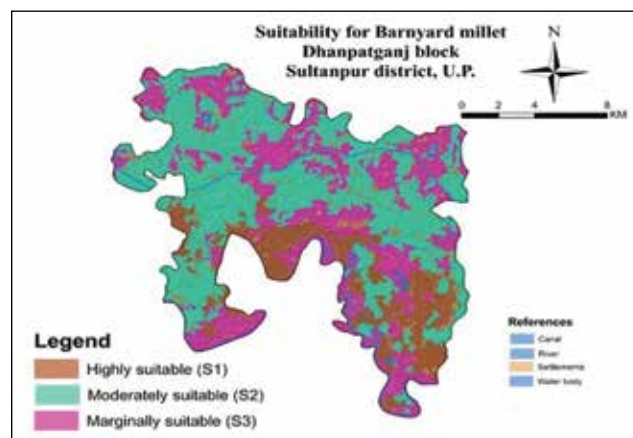 Suitability for Barnyard millet
Dhanpatganj block
Sultanpur district, U.P.
N
0 2 4 8
KM
Legend
Highly suitable (S1)
Moderately suitable (S2)
Marginally suitable (S3)
References
Canal
River
Settlements
Water body